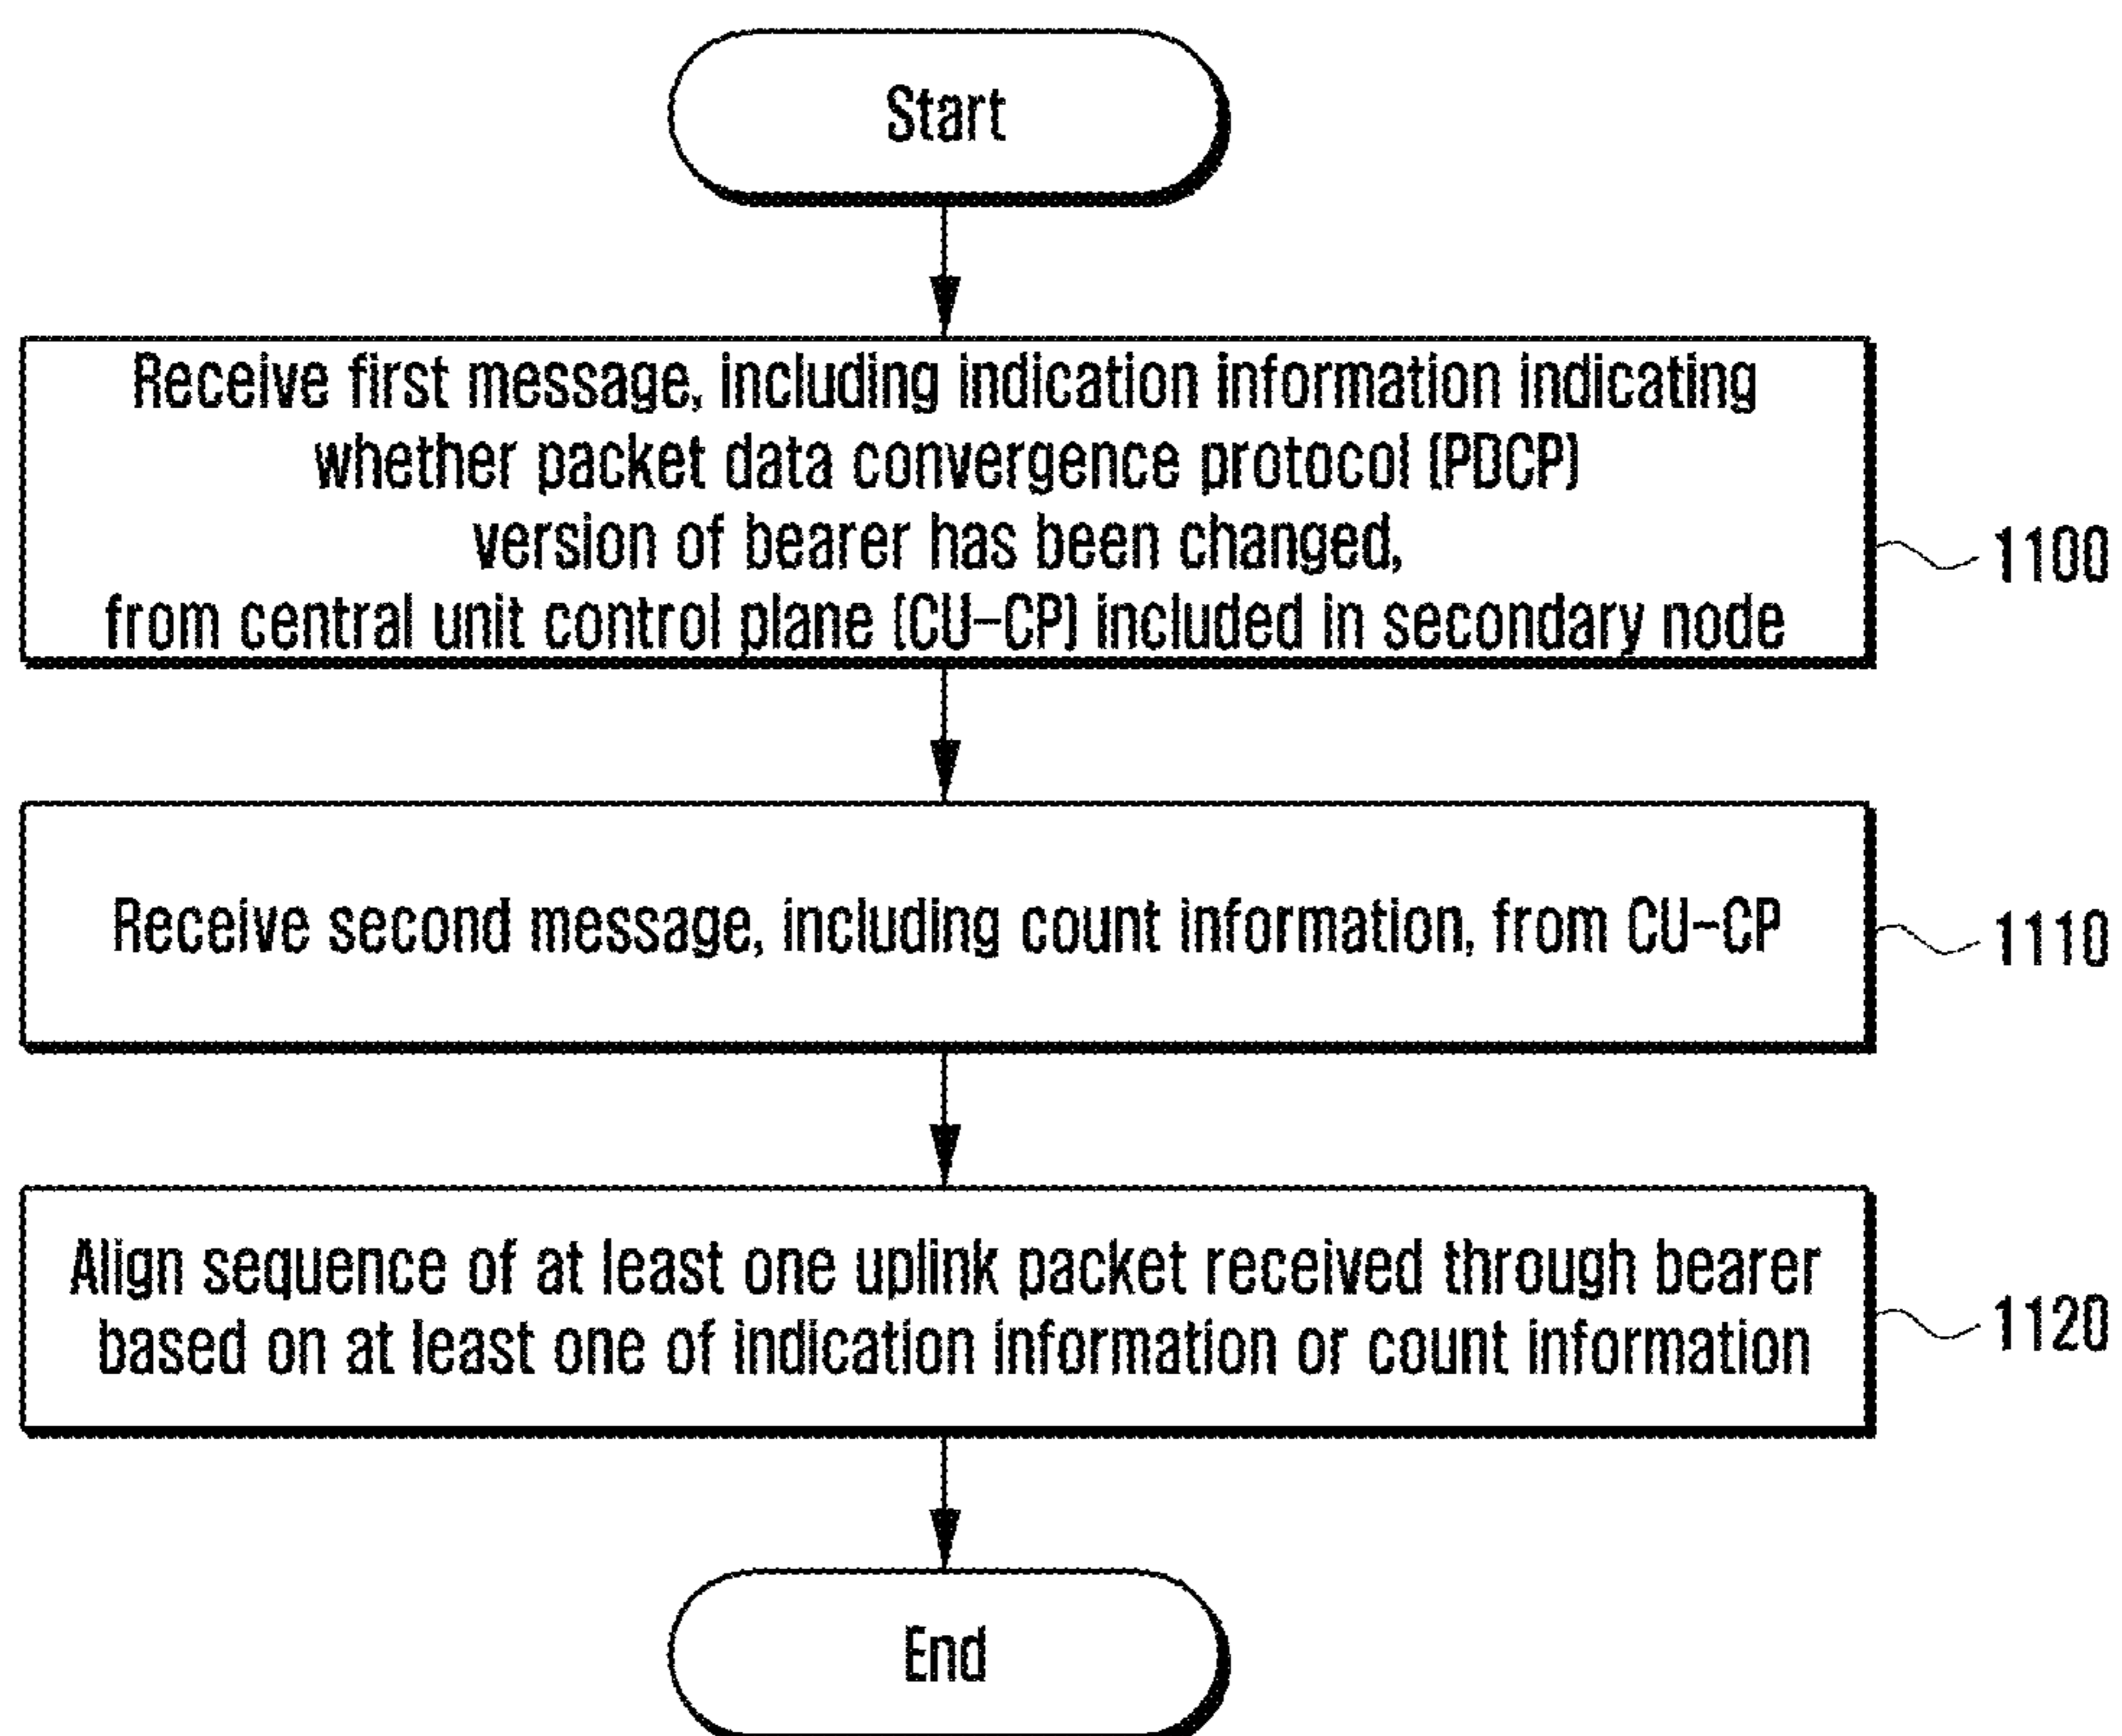 Start
Receive first message, including indication information indicating
whether packet data convergence protocol (PDCP)
version of bearer has been changed,
from central unit control plane (CU-CP) included in secondary node
1100
Receive second message, including count information, from CU-CP
1110
Align sequence of at least one uplink packet received through bearer
based on at least one of indication information or count information
1120
End